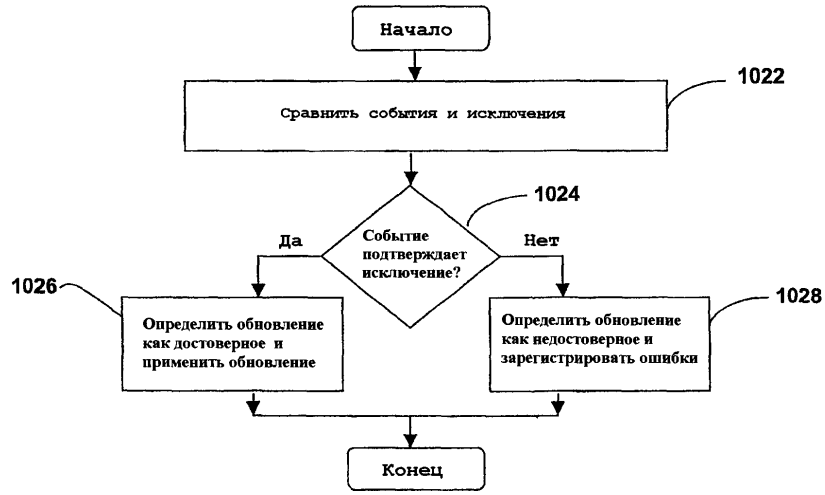 Начало
1022
Сравнить события и исключения
1024
Событие
подтверждает
исключение?
Да
Нет
1026
1028
Определить обновление
как достоверное и
применить обновление
Определить обновление
как недостоверное и
зарегистрировать ошибки
Конец